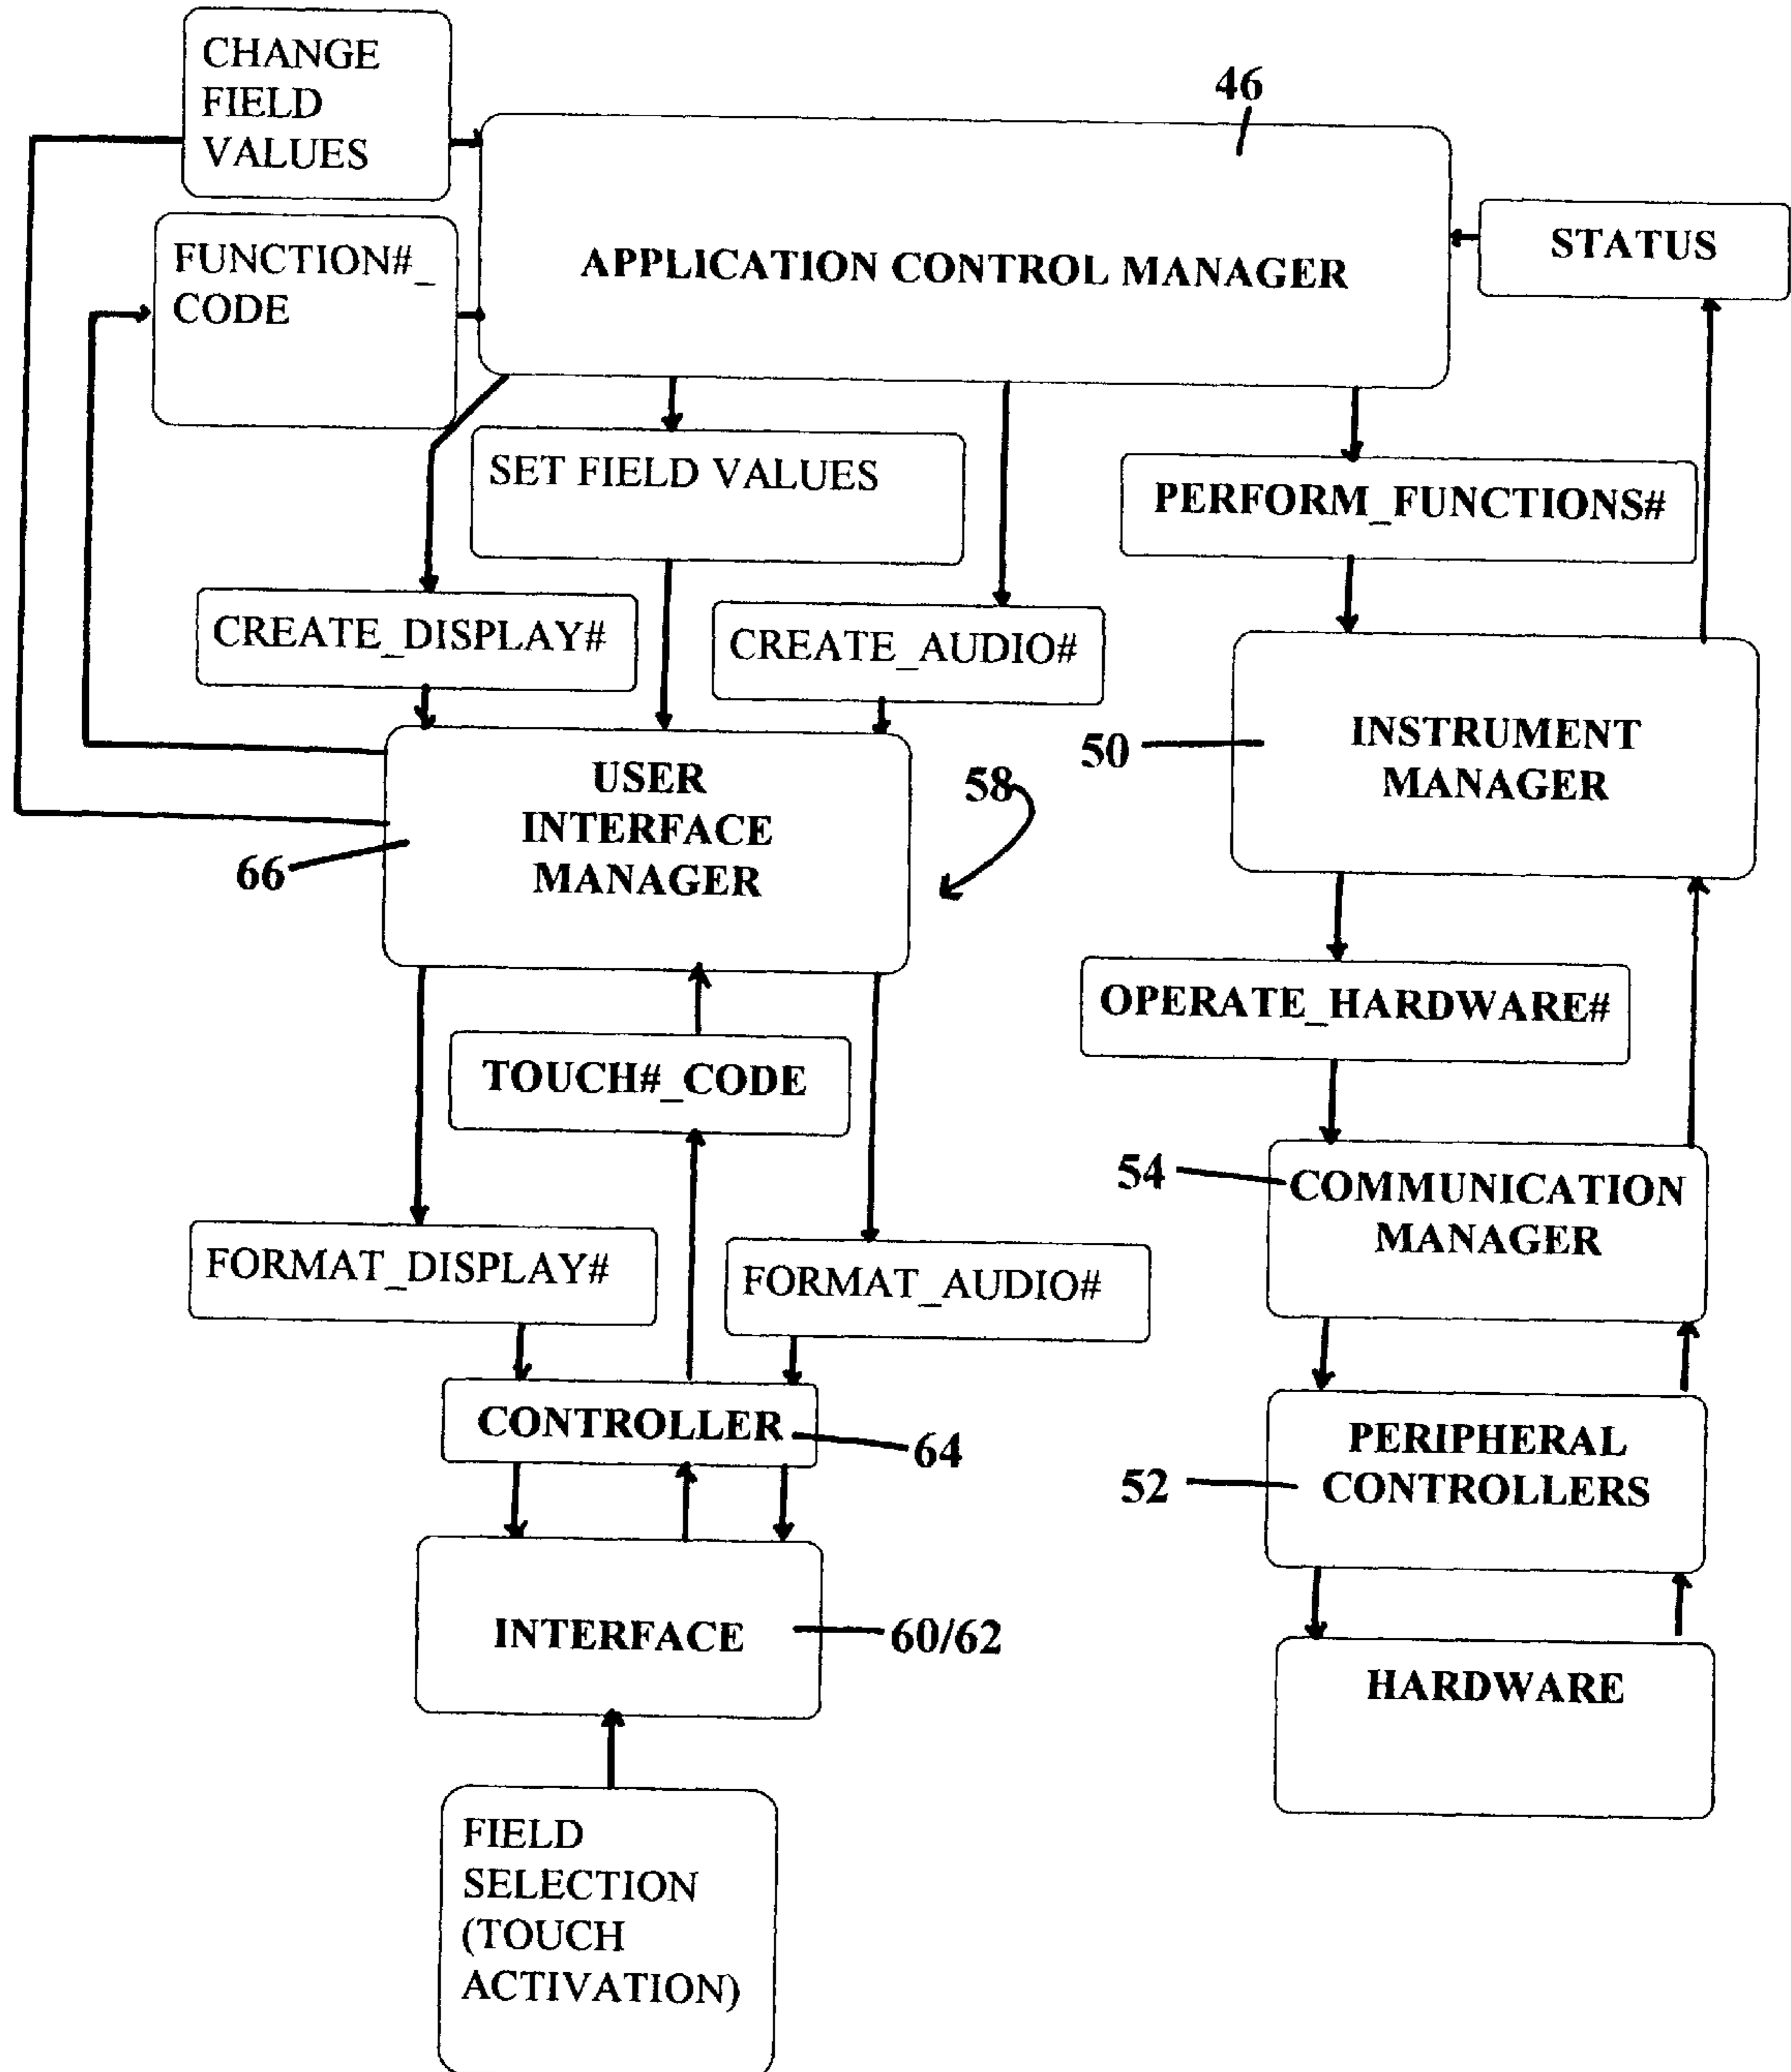 CHANGE
FIELD
VALUES
46
FUNCTION#_
CODE
APPLICATION CONTROL MANAGER
STATUS
SET FIELD VALUES
PERFORM_FUNCTIONS#
CREATE_DISPLAY#
CREATE_AUDIO#
USER
INTERFACE
MANAGER
66
58
50
INSTRUMENT
MANAGER
OPERATE_HARDWARE#
TOUCH#_CODE
54
COMMUNICATION
MANAGER
FORMAT_DISPLAY#
FORMAT_AUDIO#
CONTROLLER
64
PERIPHERAL
CONTROLLERS
52
INTERFACE
60/62
HARDWARE
FIELD
SELECTION
(TOUCH
ACTIVATION)